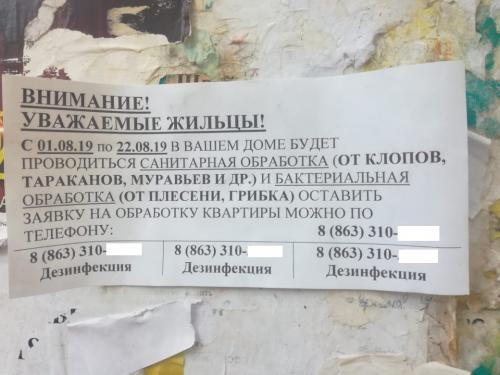 ВНИМАНИЕ!
УВАЖАЕМЫЕ ЖИЛЬЦЫ!
С 01.08.19 по 22.08.19 В ВАШЕМ ДОМЕ БУДЕТ
ПРОВОДИТЬСЯ САНИТАРНАЯ ОБРАБОТКА (ОТ КЛОПОВ,
ТАРАКАНОВ, МУРАВЬЕВ И ДР.) И БАКТЕРИАЛЬНАЯ
ОБРАБОТКА (ОТ ПЛЕСЕНИ, ГРИБКА) ОСТАВИТЬ
ЗАЯВКУ НА ОБРАБОТКУ КВАРТИРЫ МОЖНО ПО
ТЕЛЕФОНУ: 8 (863) 310-
8 (863) 310- 8 (863) 310- 8 (863) 310-
Дезинфекция Дезинфекция Дезинфекция